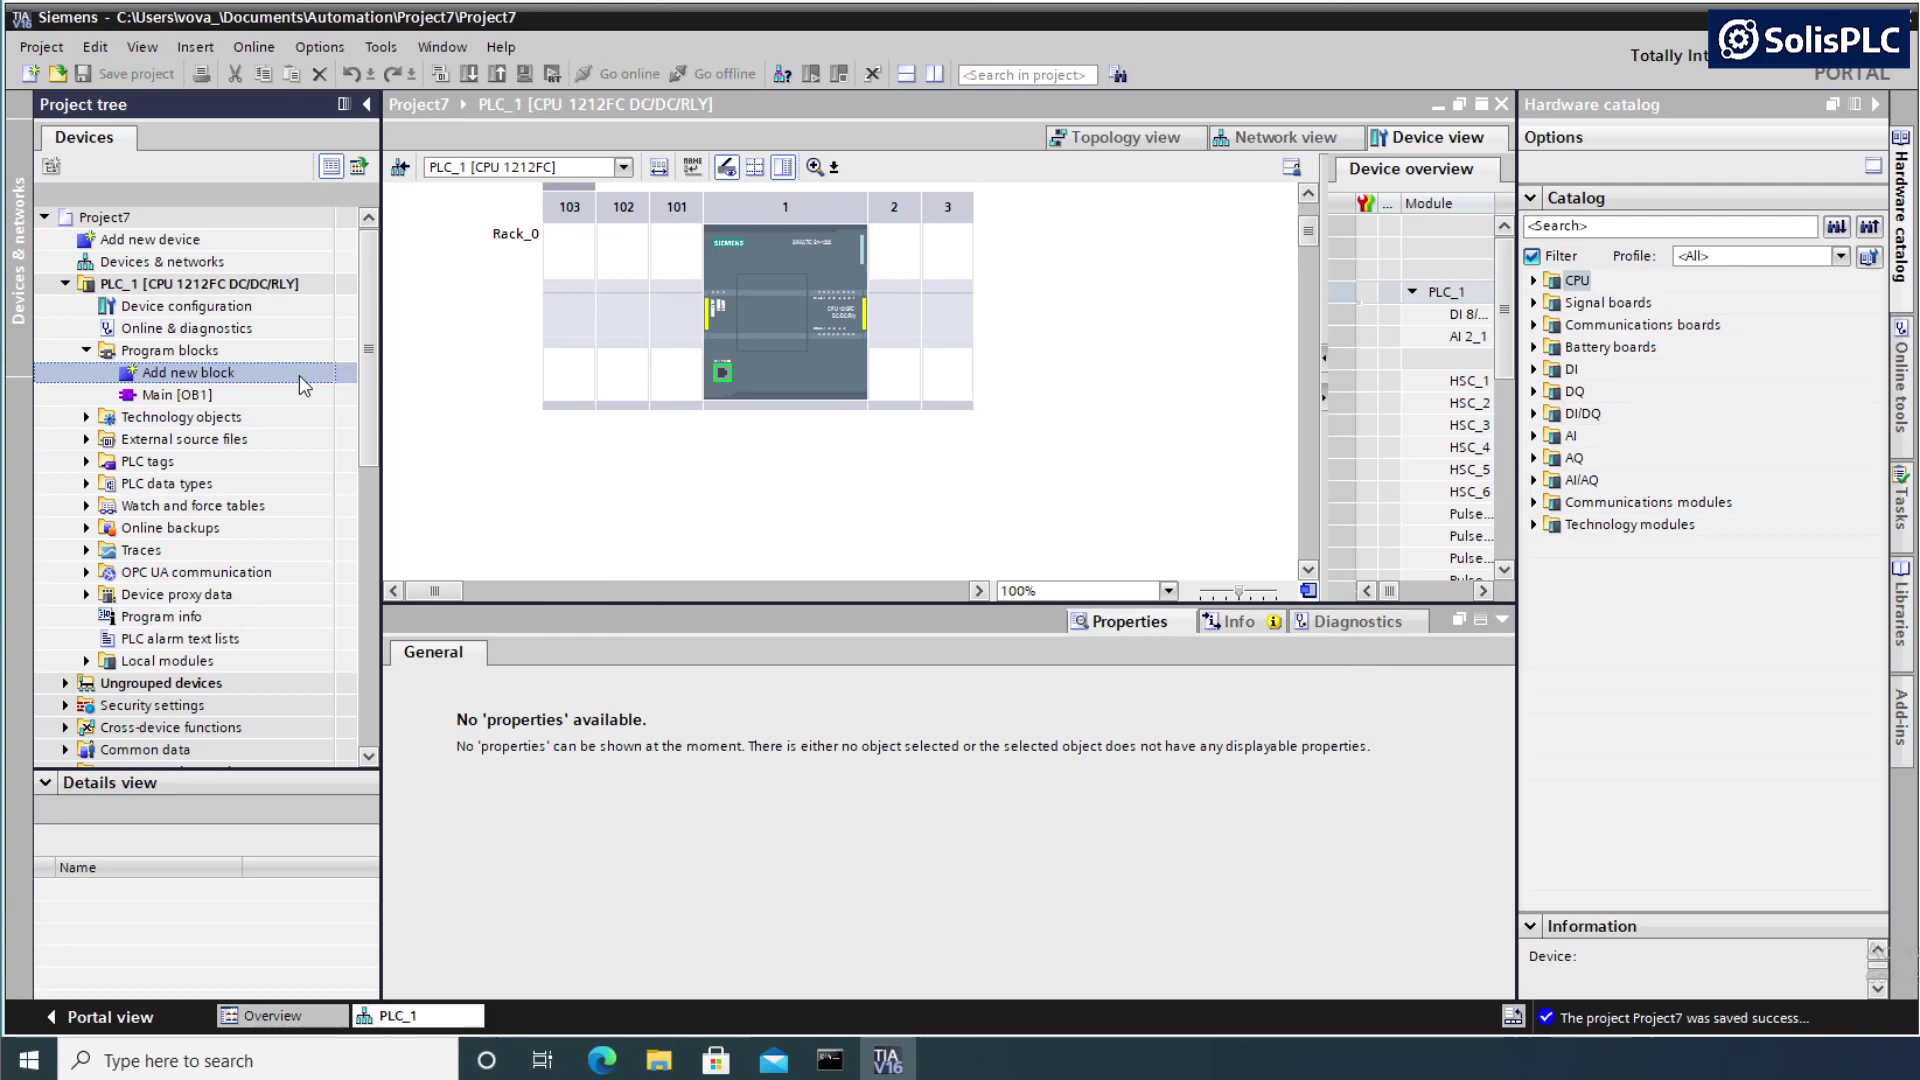 Siemens - C:\Users\vova_\Documents\Automation\Project7\Project7
SolisPLC
Project Edit View Insert Online Options Tools Window Help
Totally Int
PORTAL
Save project
Go online
Go offline
<Search in project>
Project tree
Devices
Devices & networks
Project7
Add new device
Devices & networks
PLC_1 [CPU 1212FC DC/DC/RLY]
Device configuration
Online & diagnostics
Program blocks
Add new block
Main [OB1]
Technology objects
External source files
PLC tags
PLC data types
Watch and force tables
Online backups
Traces
OPC UA communication
Device proxy data
Program info
PLC alarm text lists
Local modules
Ungrouped devices
Security settings
Cross-device functions
Common data
Details view
Name
Project7 PLC_1 [CPU 1212FC DC/DC/RLY]
Topology view
Network view
Device view
PLC_1 [CPU 1212FC]
103 102 101 1 2 3
Rack_0
SIEMENS
100%
Device overview
... Module
PLC_1
DI 8/...
AI 2_1
HSC_1
HSC_2
HSC_3
HSC_4
HSC_5
HSC_6
Pulse...
Pulse...
Pulse...
Properties
Info
Diagnostics
General
No 'properties' available.
No 'properties' can be shown at the moment. There is either no object selected or the selected object does not have any displayable properties.
Hardware catalog
Options
Catalog
<Search>
Filter
Profile: <All>
CPU
Signal boards
Communications boards
Battery boards
DI
DQ
DI/DQ
AI
AQ
AI/AQ
Communications modules
Technology modules
Information
Device:
Hardware catalog
Online tools
Tasks
Libraries
Add-ins
Portal view
Overview
PLC_1
The project Project7 was saved success...
Type here to search
TIA V16